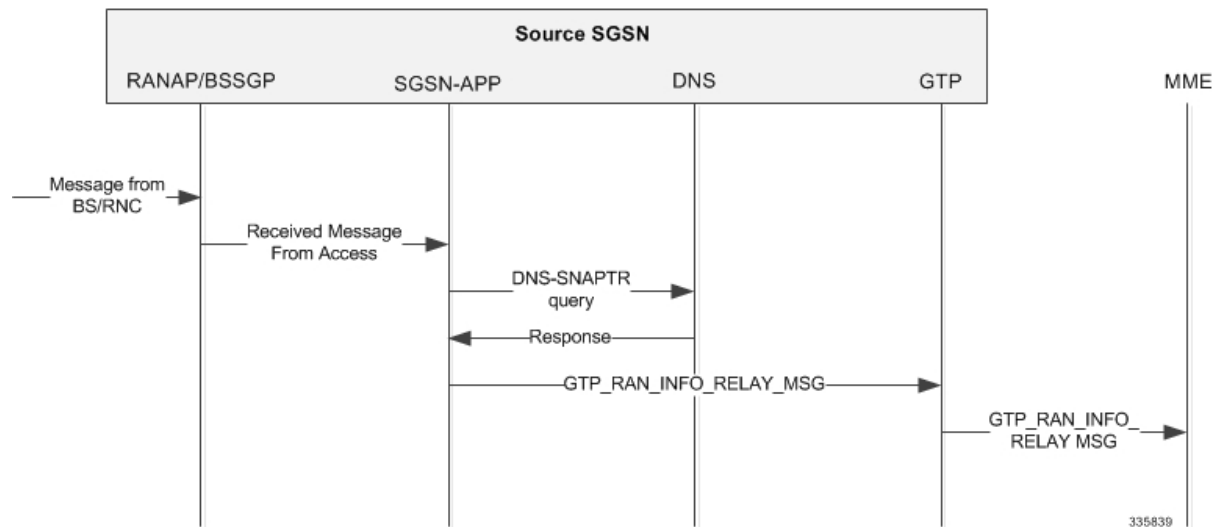 Source SGSN
RANAP/BSSGP
SGSN-APP
DNS
GTP
MME
Message from
BS/RNC
Received Message
From Access
DNS-SNAPTR
query
Response
GTP_RAN_INFO_RELAY_MSG
GTP_RAN_INFO_
RELAY MSG
335839